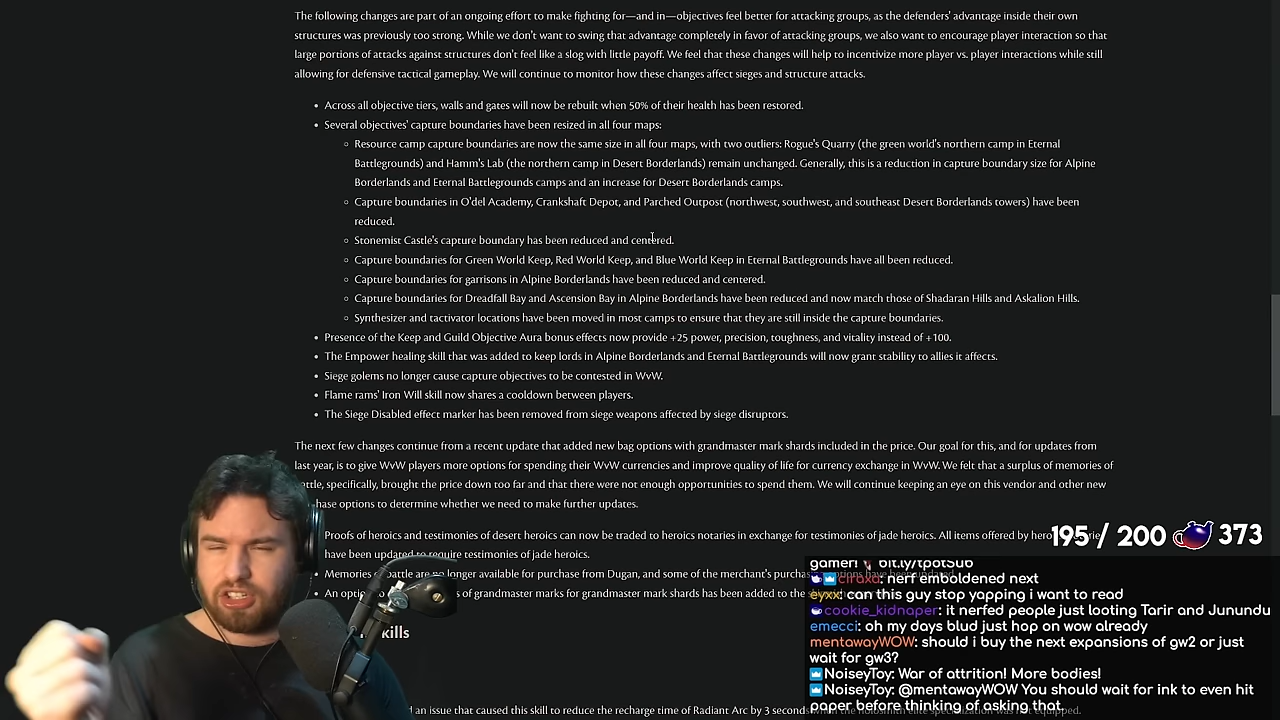 The following changes are part of an ongoing effort to make fighting for—and in—objectives feel better for attacking groups, as the defenders' advantage inside their own
structures was previously too strong. While we don't want to swing that advantage completely in favor of attacking groups, we also want to encourage player interaction so that
large portions of attacks against structures don't feel like a slog with little payoff. We feel that these changes will help to incentivize more player vs. player interactions while still
allowing for defensive tactical gameplay. We will continue to monitor how these changes affect sieges and structure attacks.
• Across all objective tiers, walls and gates will now be rebuilt when 50% of their health has been restored.
• Several objectives' capture boundaries have been resized in all four maps:
◦ Resource camp capture boundaries are now the same size in all four maps, with two outliers: Rogue's Quarry (the green world's northern camp in Eternal
Battlegrounds) and Hamm's Lab (the northern camp in Desert Borderlands) remain unchanged. Generally, this is a reduction in capture boundary size for Alpine
Borderlands and Eternal Battlegrounds camps and an increase for Desert Borderlands camps.
◦ Capture boundaries in O'del Academy, Crankshaft Depot, and Parched Outpost (northwest, southwest, and southeast Desert Borderlands towers) have been
reduced.
◦ Stonemist Castle's capture boundary has been reduced and centered.
◦ Capture boundaries for Green World Keep, Red World Keep, and Blue World Keep in Eternal Battlegrounds have all been reduced.
◦ Capture boundaries for garrisons in Alpine Borderlands have been reduced and centered.
◦ Capture boundaries for Dreadfall Bay and Ascension Bay in Alpine Borderlands have been reduced and now match those of Shadaran Hills and Askalion Hills.
◦ Synthesizer and tactivator locations have been moved in most camps to ensure that they are still inside the capture boundaries.
• Presence of the Keep and Guild Objective Aura bonus effects now provide +25 power, precision, toughness, and vitality instead of +100.
• The Empower healing skill that was added to keep lords in Alpine Borderlands and Eternal Battlegrounds will now grant stability to allies it affects.
• Siege golems no longer cause capture objectives to be contested in WvW.
• Flame rams' Iron Will skill now shares a cooldown between players.
• The Siege Disabled effect marker has been removed from siege weapons affected by siege disruptors.
The next few changes continue from a recent update that added new bag options with grandmaster mark shards included in the price. Our goal for this, and for updates from
last year, is to give WvW players more options for spending their WvW currencies and improve quality of life for currency exchange in WvW. We felt that a surplus of memories of
battle, specifically, brought the price down too far and that there were not enough opportunities to spend them. We will continue keeping an eye on this vendor and other new
hase options to determine whether we need to make further updates.
Proofs of heroics and testimonies of desert heroics can now be traded to heroics notaries in exchange for testimonies of jade heroics. All items offered by hero
have been updated to require testimonies of jade heroics.
Memories of battle are no longer available for purchase from Dugan, and some of the merchant's purchas
An optio s of grandmaster marks for grandmaster mark shards has been added to the
kills
d an issue that caused this skill to reduce the recharge time of Radiant Arc by 3 seconds when the holosmith elite specialization was not equipped.
195 / 200 373
gamer! bit.ly/tpotSub
ciraxa: nerf emboldened next
eyxx: can this guy stop yapping i want to read
cookie_kidnaper: it nerfed people just looting Tarir and Junundu
emecci: oh my days blud just hop on wow already
mentawayWOW: should i buy the next expansions of gw2 or just
wait for gw3?
NoiseyToy: War of attrition! More bodies!
NoiseyToy: @mentawayWOW You should wait for ink to even hit
paper before thinking of asking that.